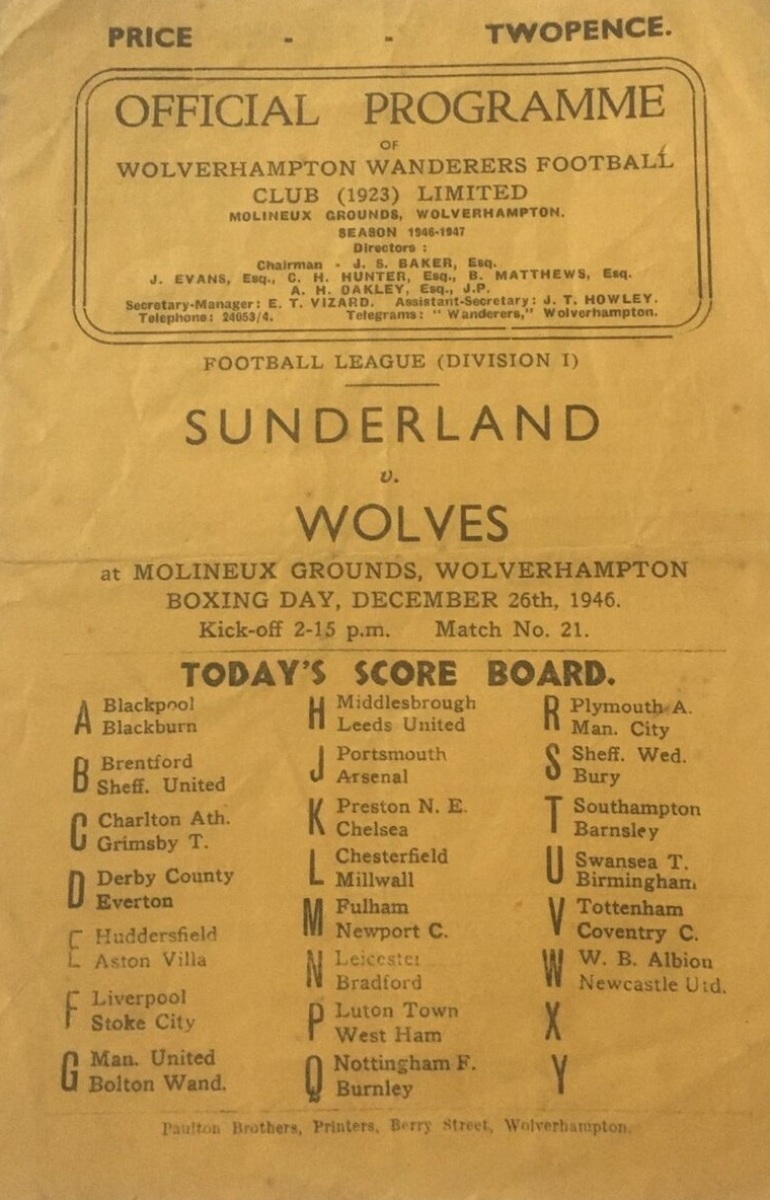 PRICE - - TWOPENCE.
OFFICIAL PROGRAMME
OF
WOLVERHAMPTON WANDERERS FOOTBALL
CLUB (1923) LIMITED
MOLINEUX GROUNDS, WOLVERHAMPTON.
SEASON 1946-1947
Directors :
Chairman - J. S. BAKER, Esq.
J. EVANS, Esq., C. H. HUNTER, Esq., B. MATTHEWS, Esq.
A. H. OAKLEY, Esq., J.P.
Secretary-Manager: E. T. VIZARD. Assistant-Secretary: J. T. HOWLEY.
Telephone: 24053/4. Telegrams: "Wanderers," Wolverhampton.
FOOTBALL LEAGUE (DIVISION I)
SUNDERLAND
v.
WOLVES
at MOLINEUX GROUNDS, WOLVERHAMPTON
BOXING DAY, DECEMBER 26th, 1946.
Kick-off 2-15 p.m. Match No. 21.
TODAY'S SCORE BOARD.
A Blackpool
Blackburn
B Brentford
Sheff. United
C Charlton Ath.
Grimsby T.
D Derby County
Everton
E Huddersfield
Aston Villa
F Liverpool
Stoke City
G Man. United
Bolton Wand.
H Middlesbrough
Leeds United
J Portsmouth
Arsenal
K Preston N. E.
Chelsea
L Chesterfield
Millwall
M Fulham
Newport C.
N Leicester
Bradford
P Luton Town
West Ham
Q Nottingham F.
Burnley
R Plymouth A.
Man. City
S Sheff. Wed.
Bury
T Southampton
Barnsley
U Swansea T.
Birmingham
V Tottenham
Coventry C.
W W. B. Albion
Newcastle Utd.
X
Y
Paulton Brothers, Printers, Berry Street, Wolverhampton.